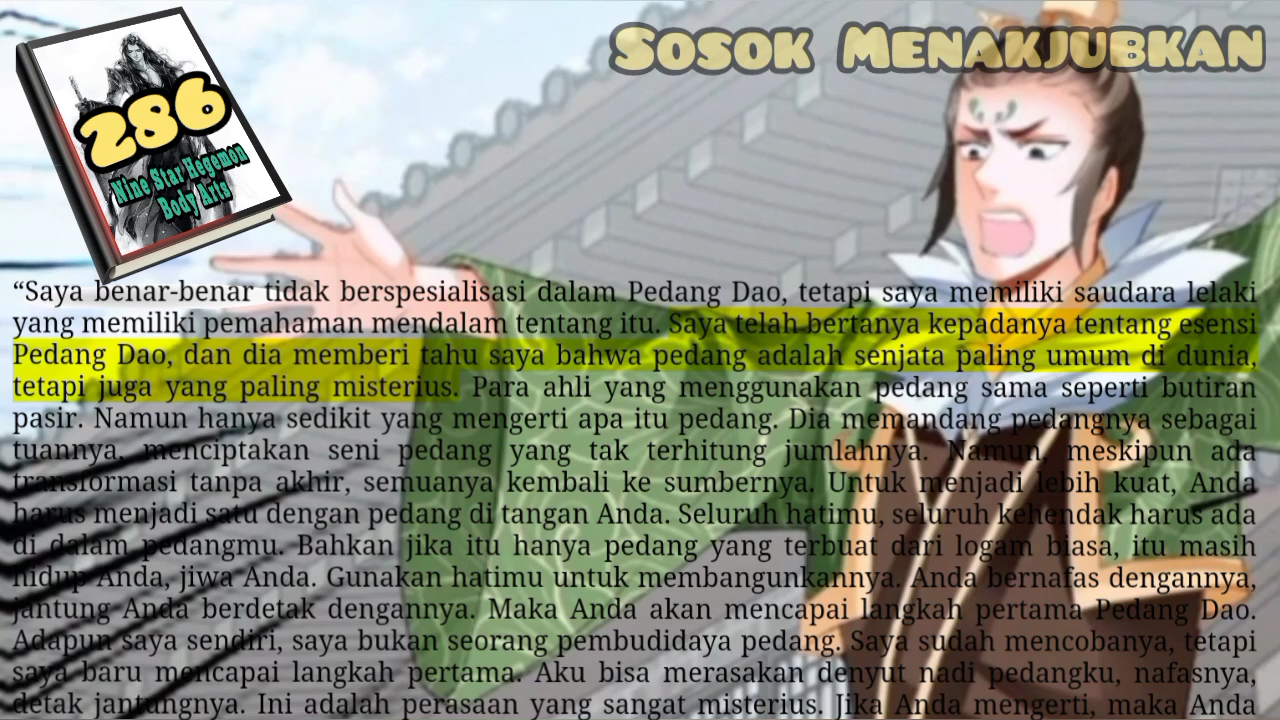 Sosok Menakjubkan
286
Nine Star Hegemon
Body Arts
“Saya benar-benar tidak berspesialisasi dalam Pedang Dao, tetapi saya memiliki saudara lelaki
yang memiliki pemahaman mendalam tentang itu. Saya telah bertanya kepadanya tentang esensi
Pedang Dao, dan dia memberi tahu saya bahwa pedang adalah senjata paling umum di dunia,
tetapi juga yang paling misterius. Para ahli yang menggunakan pedang sama seperti butiran
pasir. Namun hanya sedikit yang mengerti apa itu pedang. Dia memandang pedangnya sebagai
tuannya, menciptakan seni pedang yang tak terhitung jumlahnya. Namun, meskipun ada
transformasi tanpa akhir, semuanya kembali ke sumbernya. Untuk menjadi lebih kuat, Anda
harus menjadi satu dengan pedang di tangan Anda. Seluruh hatimu, seluruh kehendak harus ada
di dalam pedangmu. Bahkan jika itu hanya pedang yang terbuat dari logam biasa, itu masih
hidup Anda, jiwa Anda. Gunakan hatimu untuk membangunkannya. Anda bernafas dengannya,
jantung Anda berdetak dengannya. Maka Anda akan mencapai langkah pertama Pedang Dao.
Adapun saya sendiri, saya bukan seorang pembudidaya pedang. Saya sudah mencobanya, tetapi
saya baru mencapai langkah pertama. Aku bisa merasakan denyut nadi pedangku, nafasnya,
detak jantungnya. Ini adalah perasaan yang sangat misterius. Jika Anda mengerti, maka Anda